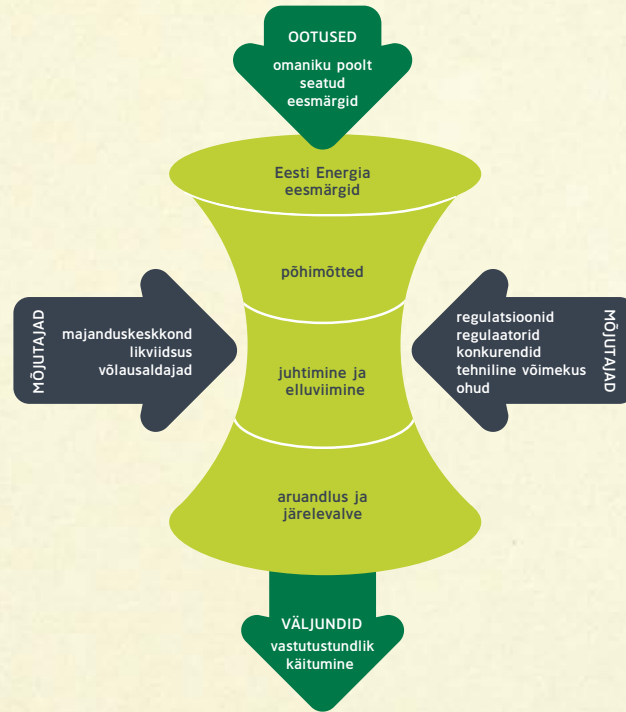 OOTUSED
omaniku poolt
seatud
eesmärgid
Eesti Energia
eesmärgid
põhimõtted
MÕJUTAJAD
majanduskeskkond
likviidsus
võlausaldajad
juhtimine ja
elluviimine
regulatsioonid
regulaatorid
konkurendid
tehniline võimekus
ohud
MÕJUTAJAD
aruandlus ja
järelevalve
VÄLJUNDID
vastutustundlik
käitumine